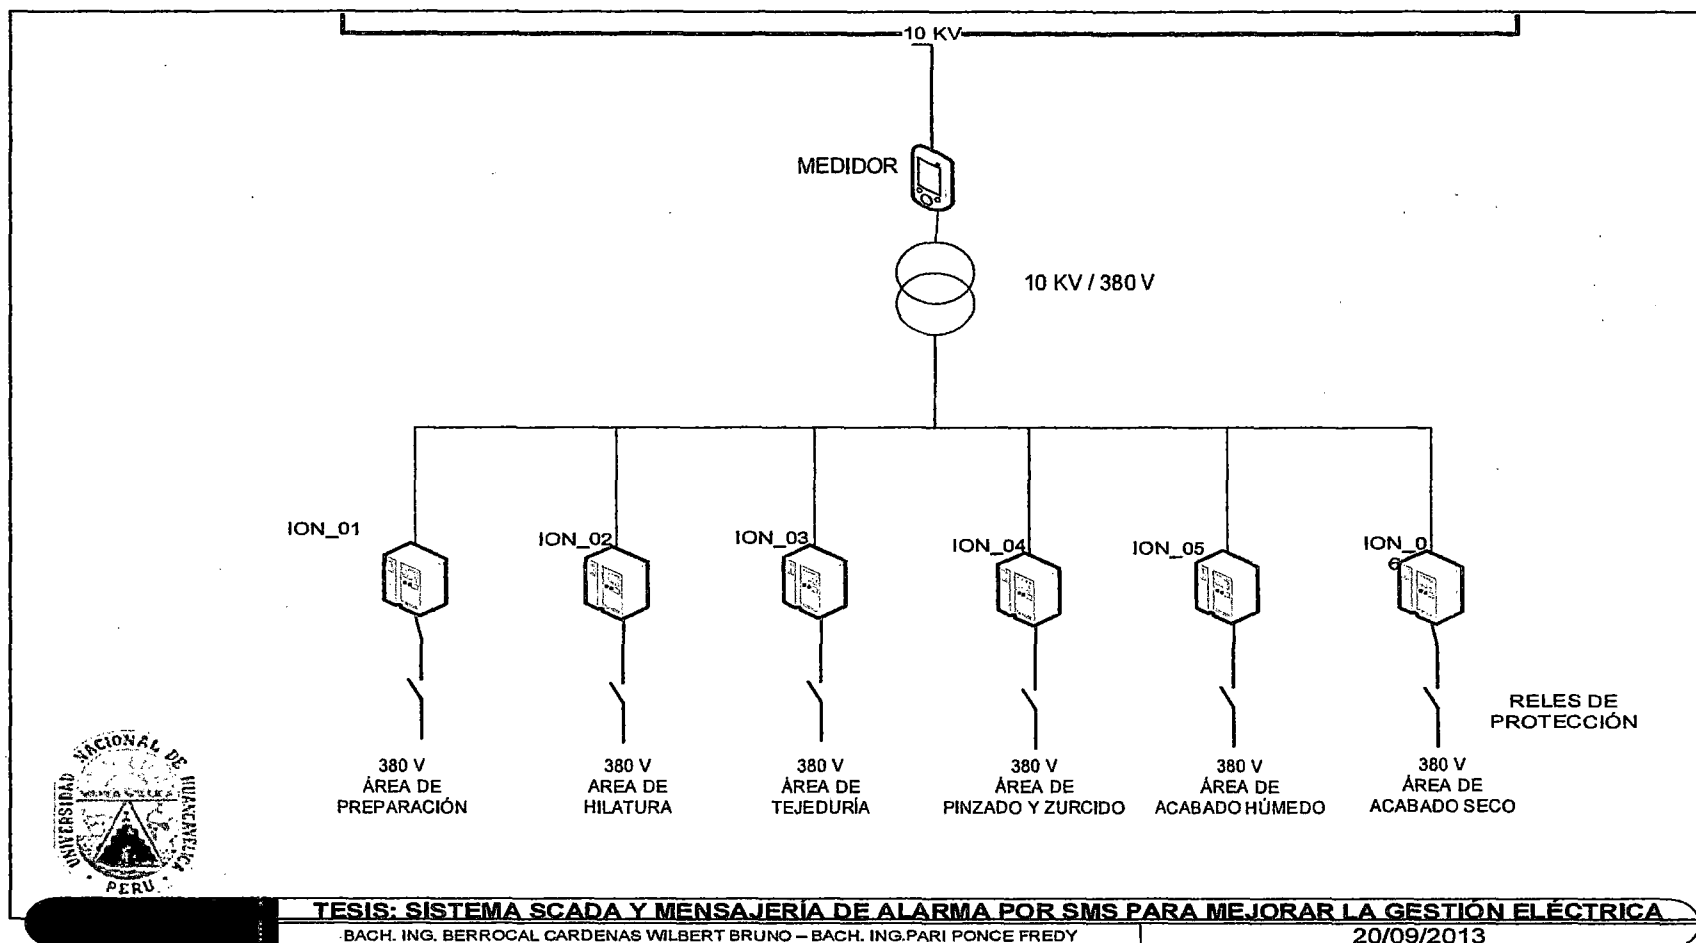 10 KV
MEDIDOR
10 KV / 380 V
ION_01
ION_02
ION_03
ION_04
ION_05
ION_0
6
RELES DE
PROTECCIÓN
380 V
ÁREA DE
PREPARACIÓN
380 V
AREA DE
HILATURA
380 V
ÁREA DE
TEJEDURÍA
380 V
ÁREA DE
PINZADO Y ZURCIDO
380 V
ÁREA DE
ACABADO HÚMEDO
380 V
ÁREA DE
ACABADO SECO
UNIVERSIDAD NACIONAL DE HUANCAVELICA
PERU
TESIS: SISTEMA SCADA Y MENSAJERÍA DE ALARMA POR SMS PARA MEJORAR LA GESTIÓN ELÉCTRICA
BACH. ING. BERROCAL CARDENAS WILBERT BRUNO – BACH. ING.PARI PONCE FREDY
20/09/2013